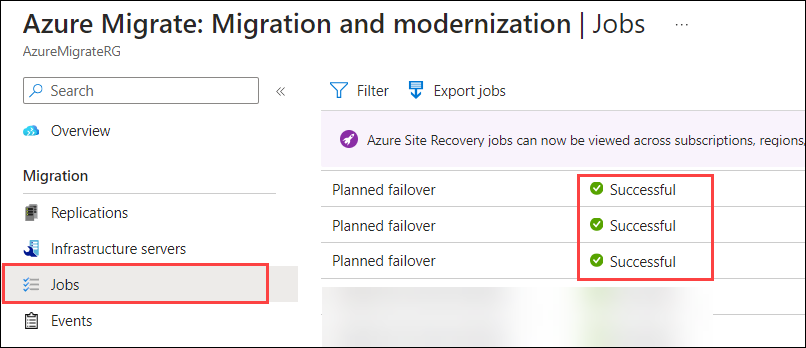 Azure Migrate: Migration and modernization | Jobs ...
AzureMigrateRG
Search
«
Filter
Export jobs
Overview
Azure Site Recovery jobs can now be viewed across subscriptions, regions,
Migration
Planned failover Successful
Replications
Planned failover Successful
Infrastructure servers
Planned failover Successful
Jobs
Events